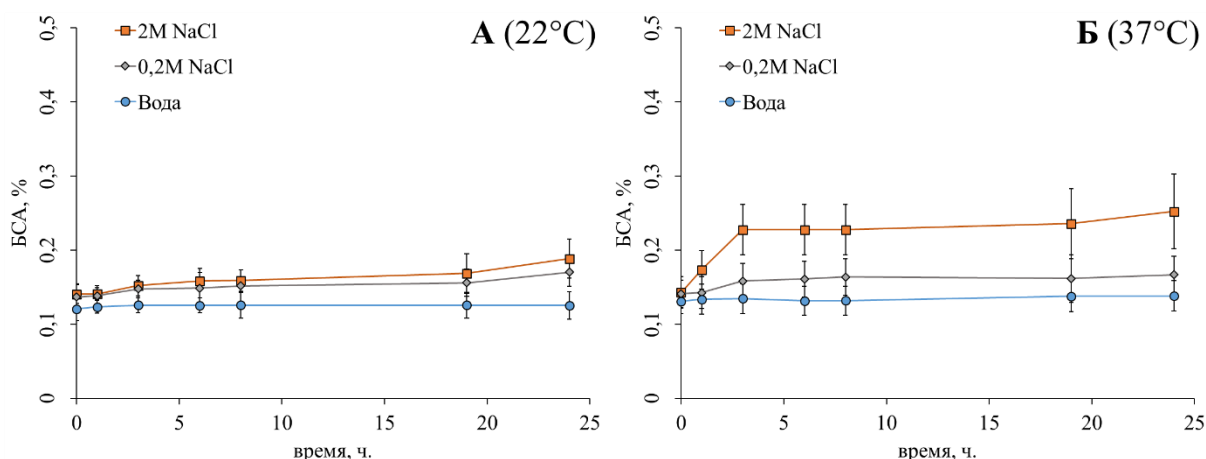 А (22°C)
2M NaCl
0,2M NaCl
Вода
БСА, %
0,5
0,4
0,3
0,2
0,1
0
0 5 10 15 20 25
время, ч.
Б (37°C)
2M NaCl
0,2M NaCl
Вода
БСА, %
0,5
0,4
0,3
0,2
0,1
0
0 5 10 15 20 25
время, ч.